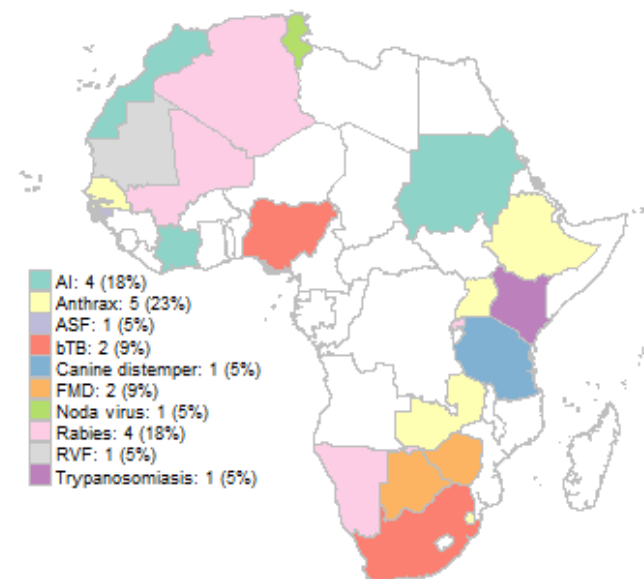 AI: 4 (18%)
Anthrax: 5 (23%)
ASF: 1 (5%)
bTB: 2 (9%)
Canine distemper: 1 (5%)
FMD: 2 (9%)
Noda virus: 1 (5%)
Rabies: 4 (18%)
RVF: 1 (5%)
Trypanosomiasis: 1 (5%)